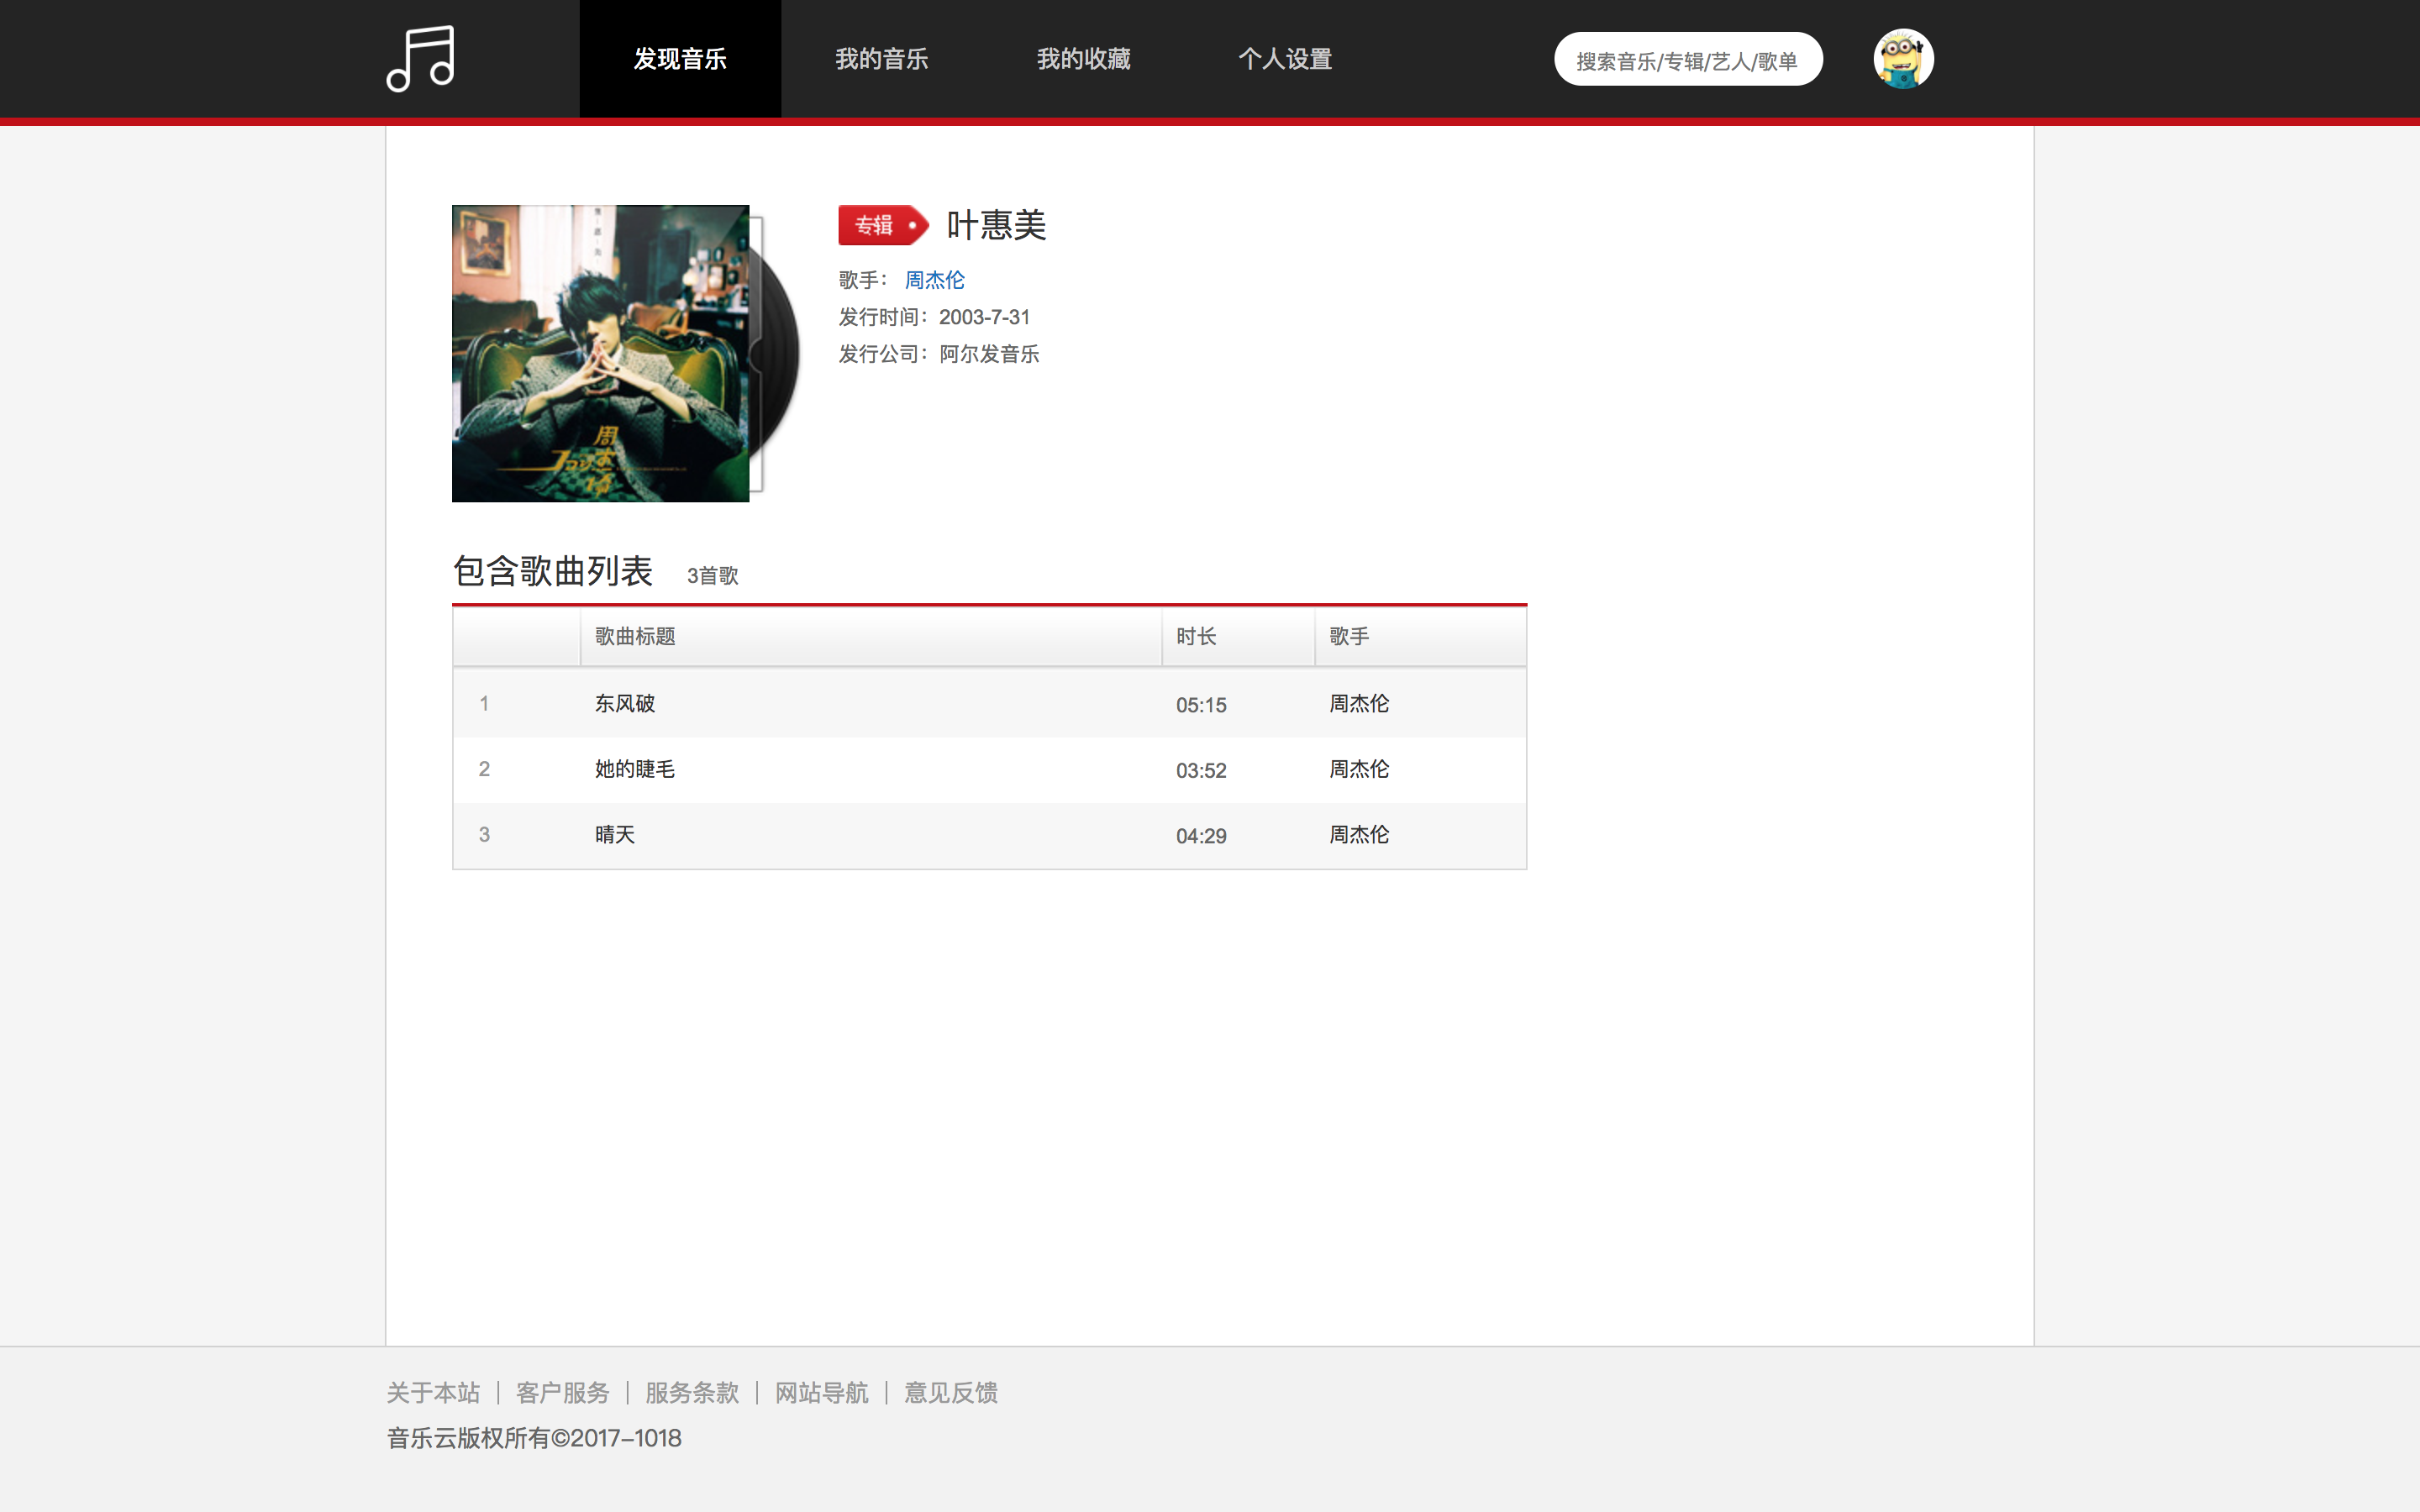 发现音乐 我的音乐 我的收藏 个人设置 搜索音乐/专辑/艺人/歌单
专辑 叶惠美
歌手： 周杰伦
发行时间：2003-7-31
发行公司：阿尔发音乐
周
杰
伦
包含歌曲列表 3首歌
歌曲标题 时长 歌手
1 东风破 05:15 周杰伦
2 她的睫毛 03:52 周杰伦
3 晴天 04:29 周杰伦
关于本站 | 客户服务 | 服务条款 | 网站导航 | 意见反馈
音乐云版权所有©2017-1018